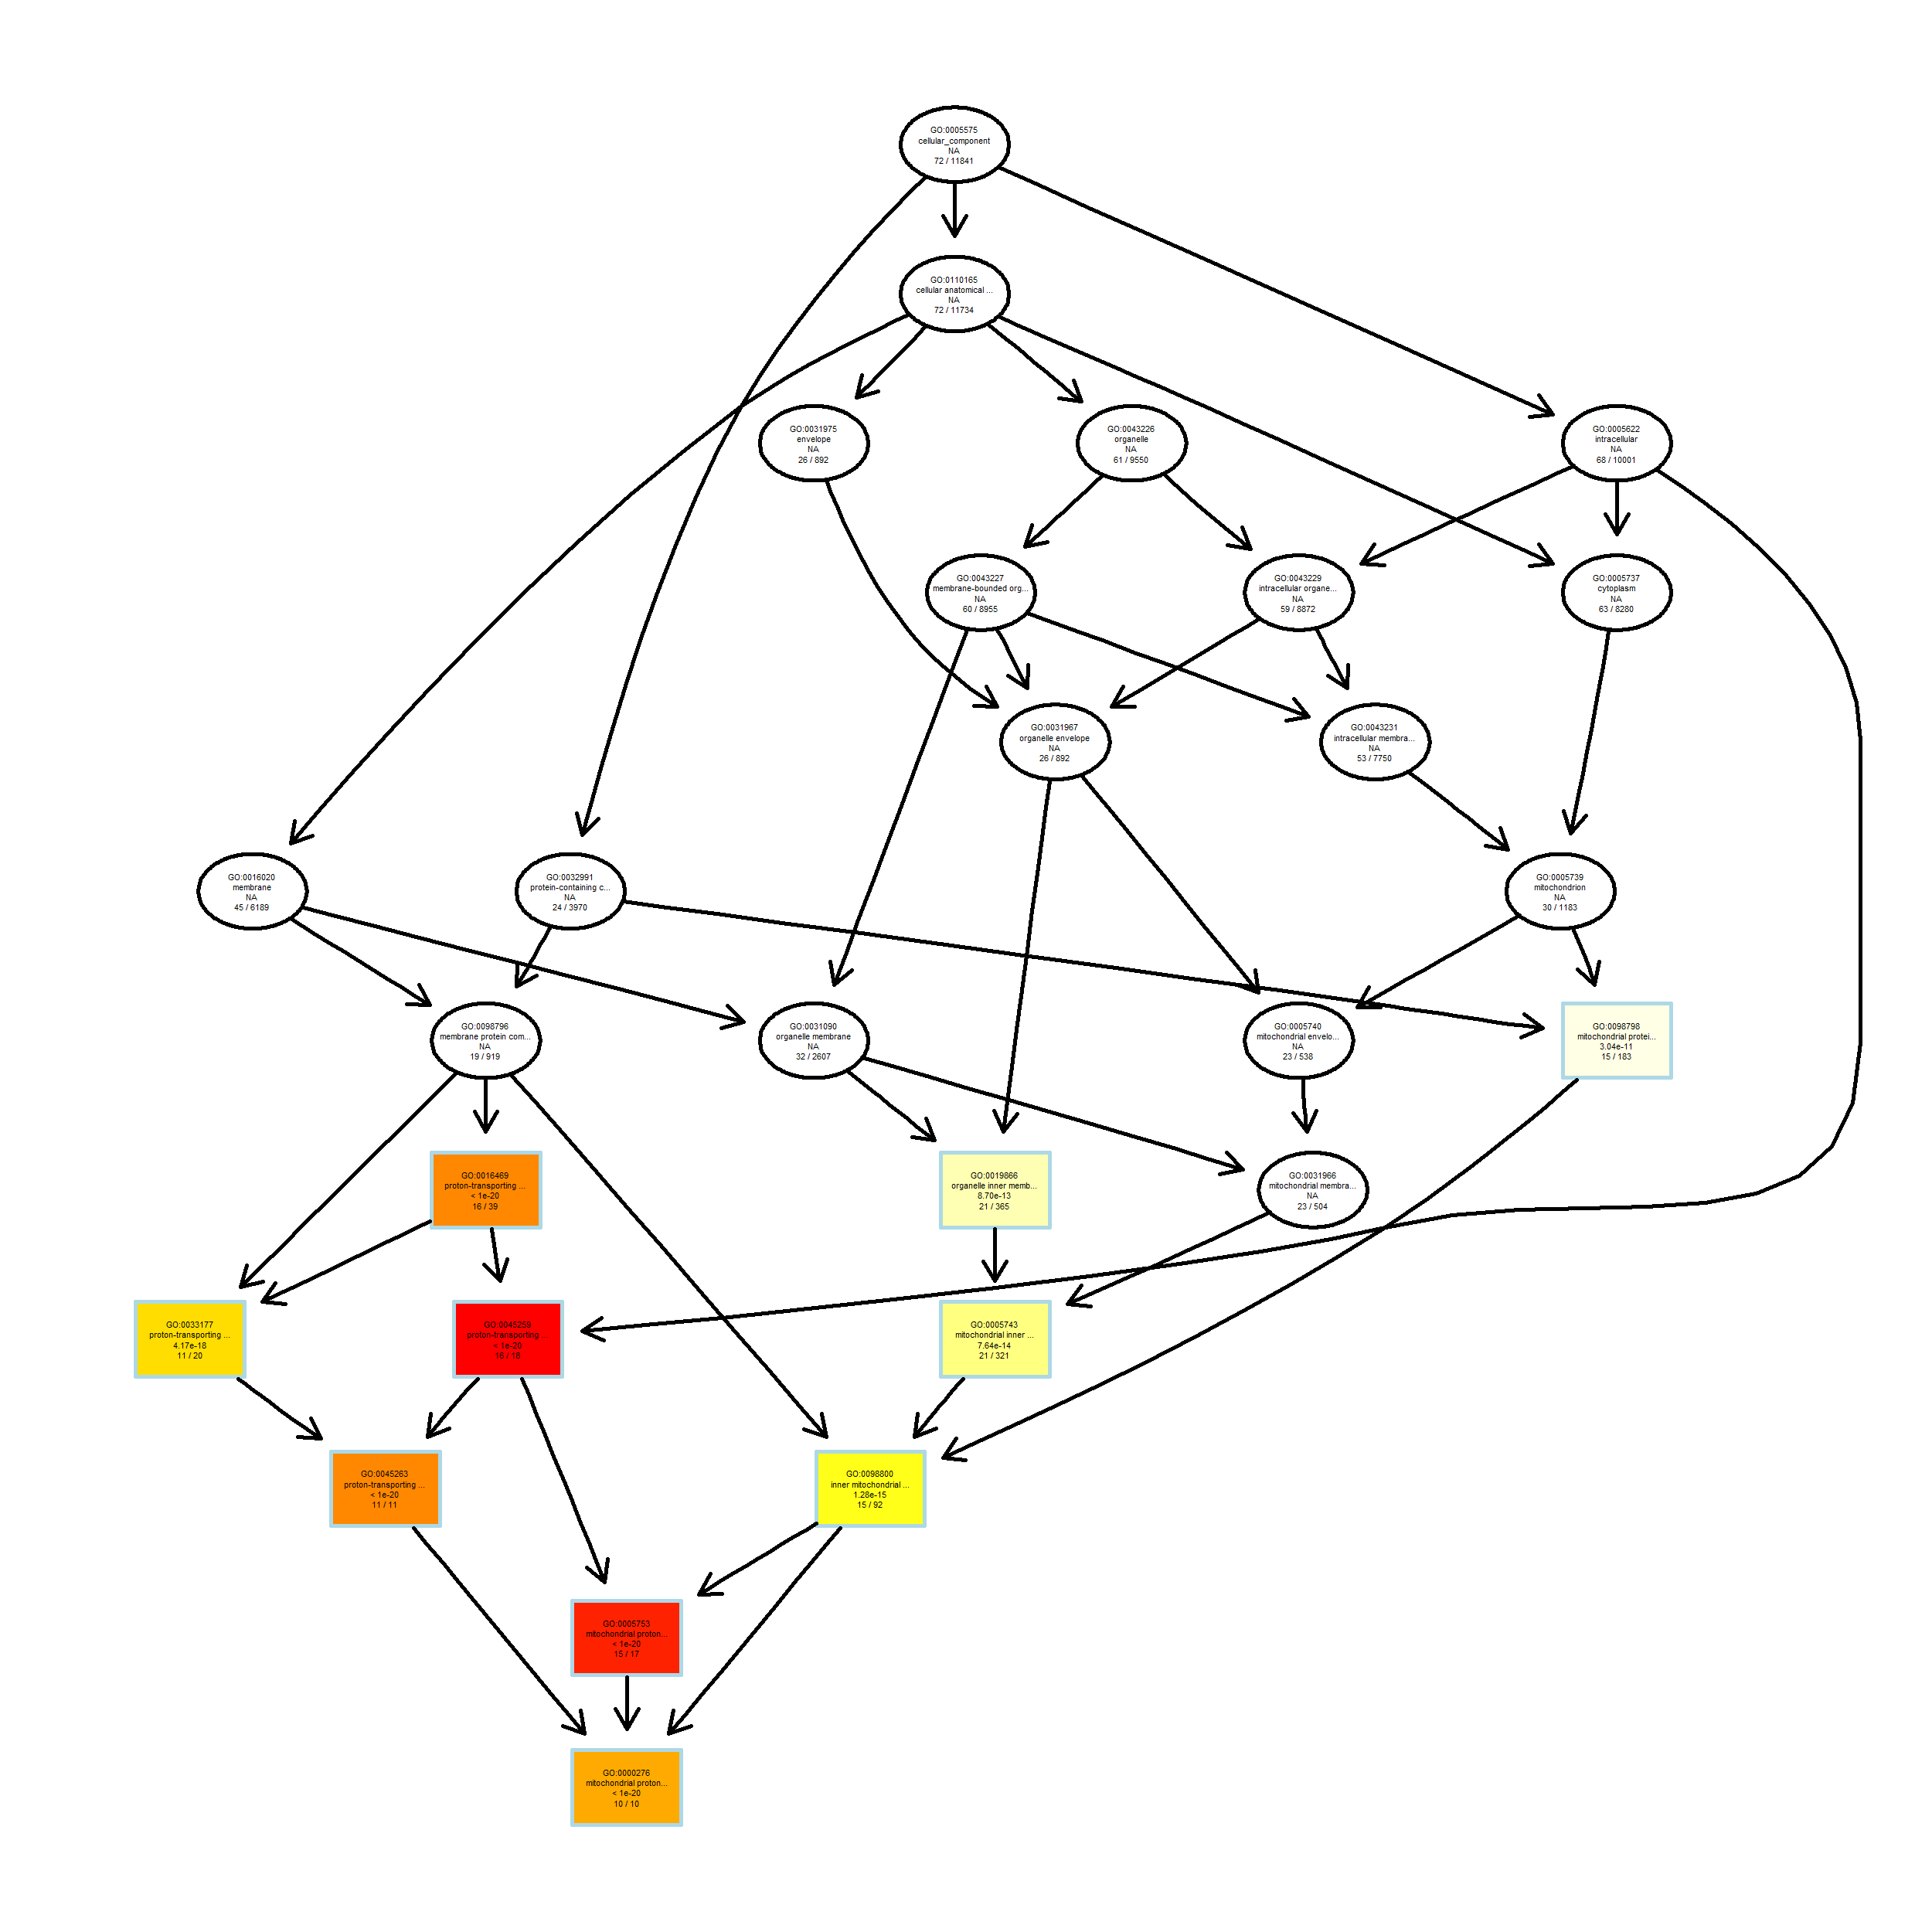 GO:0005575
cellular_component
NA
72 / 11841
GO:0110165
cellular anatomical ...
NA
72 / 11734
GO:0031975
envelope
NA
26 / 892
GO:0043226
organelle
NA
61 / 9550
GO:0005622
intracellular
NA
68 / 10001
GO:0043227
membrane-bounded org...
NA
60 / 8955
GO:0043229
intracellular organe...
NA
59 / 8872
GO:0005737
cytoplasm
NA
63 / 8280
GO:0031967
organelle envelope
NA
26 / 892
GO:0043231
intracellular membra...
NA
53 / 7750
GO:0016020
membrane
NA
45 / 6189
GO:0032991
protein-containing c...
NA
24 / 3970
GO:0005739
mitochondrion
NA
30 / 1183
GO:0098796
membrane protein com...
NA
19 / 919
GO:0031090
organelle membrane
NA
32 / 2607
GO:0005740
mitochondrial envelo...
NA
23 / 538
GO:0098798
mitochondrial protei...
3.04e-11
15 / 183
GO:0016469
proton-transporting ...
< 1e-20
16 / 39
GO:0019866
organelle inner memb...
8.70e-13
21 / 365
GO:0031966
mitochondrial membra...
NA
23 / 504
GO:0033177
proton-transporting ...
4.17e-18
11 / 20
GO:0045259
proton-transporting ...
< 1e-20
16 / 18
GO:0005743
mitochondrial inner ...
7.64e-14
21 / 321
GO:0045263
proton-transporting ...
< 1e-20
11 / 11
GO:0098800
inner mitochondrial ...
1.28e-15
15 / 92
GO:0005753
mitochondrial proton...
< 1e-20
15 / 17
GO:0000276
mitochondrial proton...
< 1e-20
10 / 10